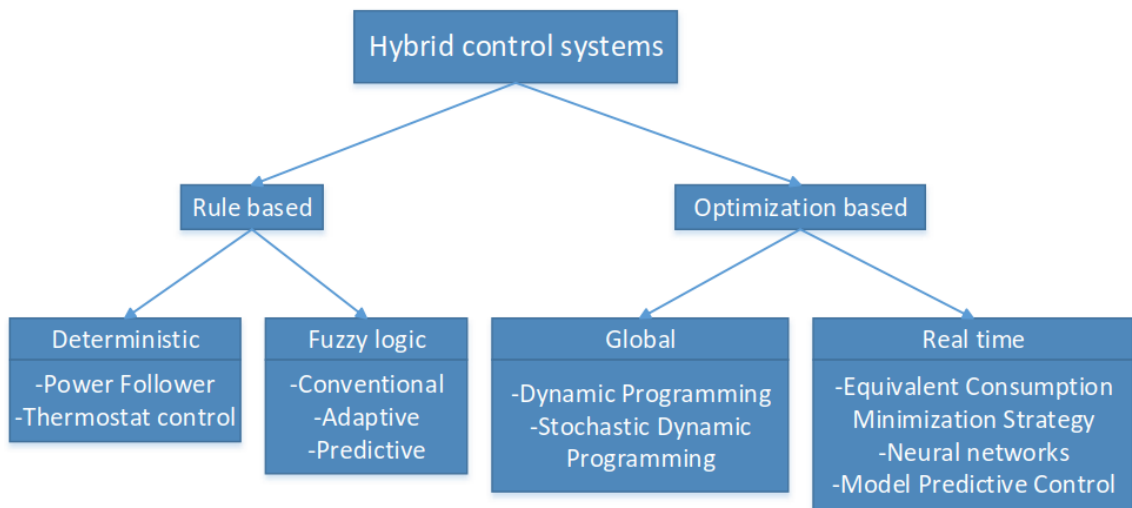 Hybrid control systems
Rule based
Optimization based
Deterministic
-Power Follower
-Thermostat control
Fuzzy logic
-Conventional
-Adaptive
-Predictive
Global
-Dynamic Programming
-Stochastic Dynamic
Programming
Real time
-Equivalent Consumption
Minimization Strategy
-Neural networks
-Model Predictive Control